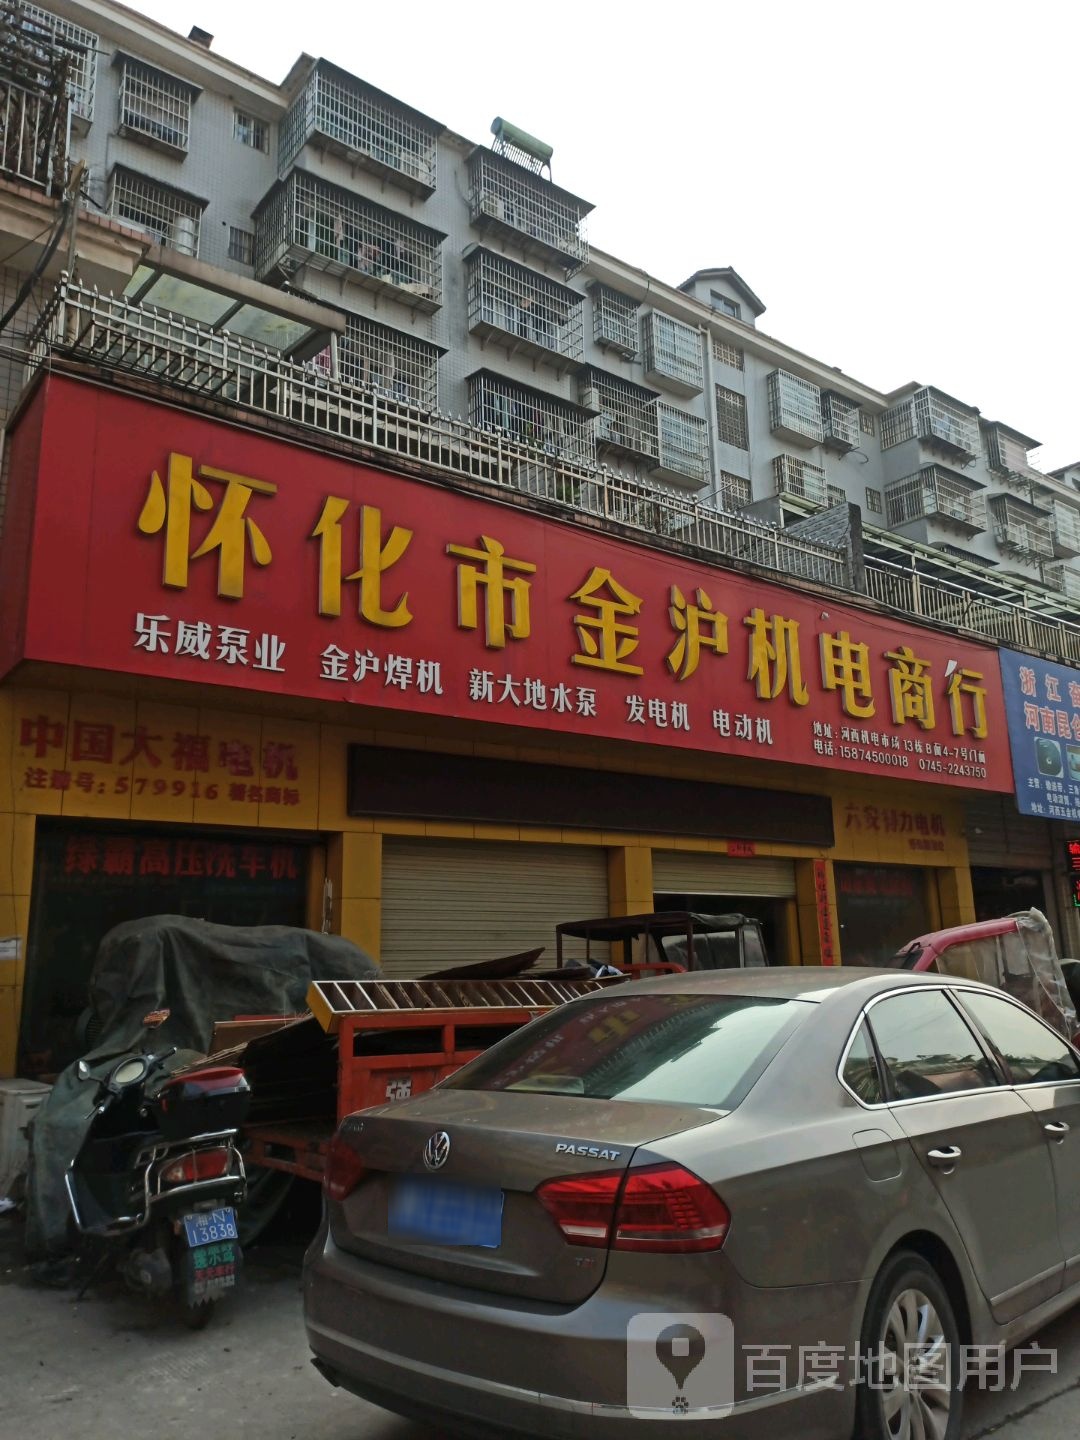 怀化市金沪机电商行
乐威泵业 金沪焊机 新大地水泵 发电机 电动机
地址:河西机电市场13栋B面4-7号门面
电话:15874500018 0745-2243750
中国大福电机
注册号:579916 著名商标
绿霸高压洗车机
六安得力电机
浙江
河南昆仑
强
PASSAT
湘·N
13838
百度地图用户